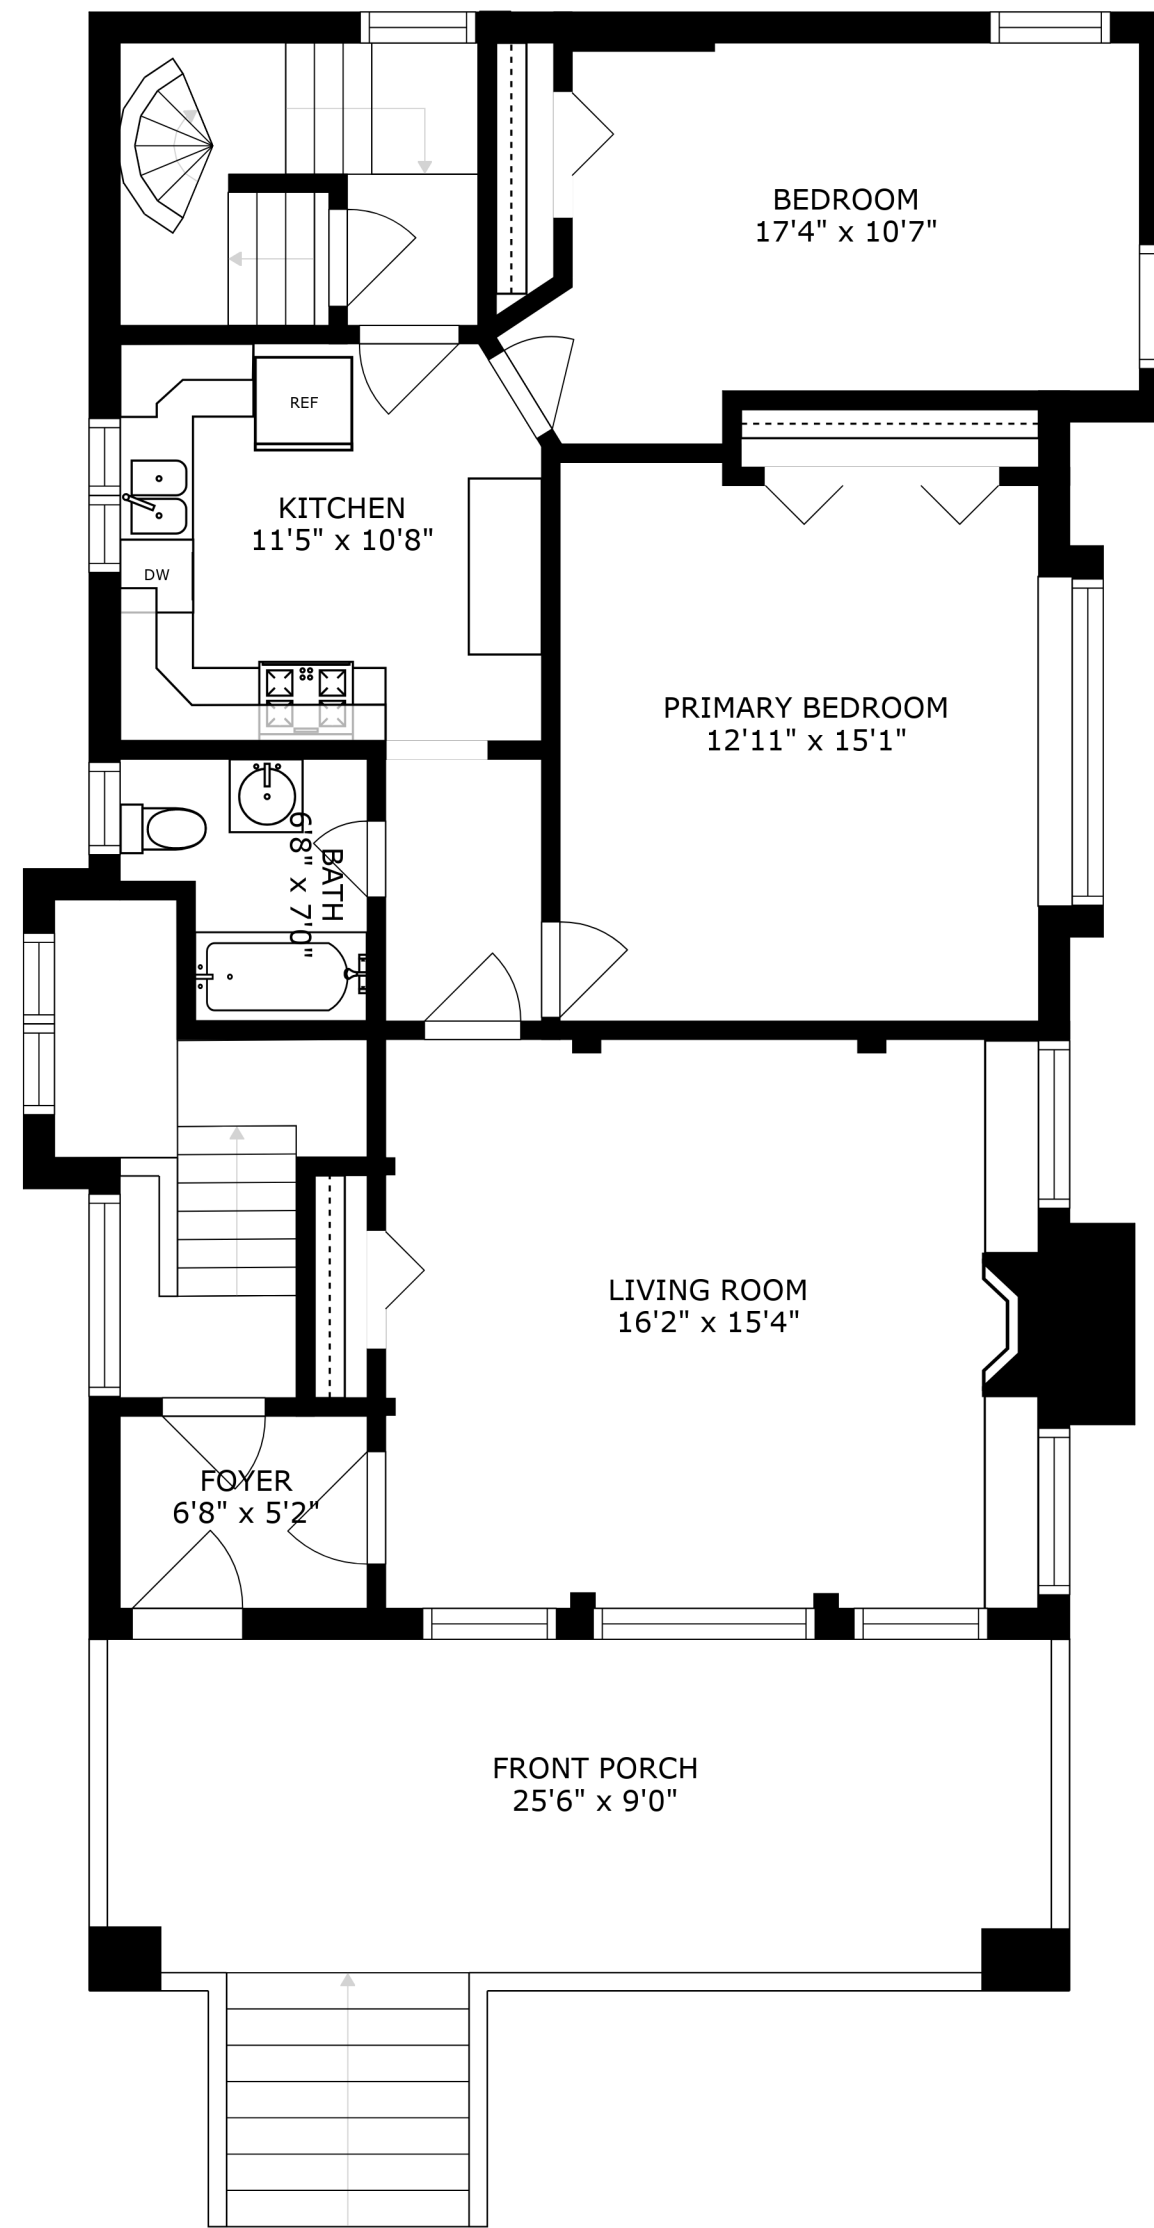 BEDROOM
17'4" x 10'7"
REF
KITCHEN
11'5" x 10'8"
DW
PRIMARY BEDROOM
12'11" x 15'1"
BATH
6'8" x 7'0"
LIVING ROOM
16'2" x 15'4"
FOYER
6'8" x 5'2"
FRONT PORCH
25'6" x 9'0"